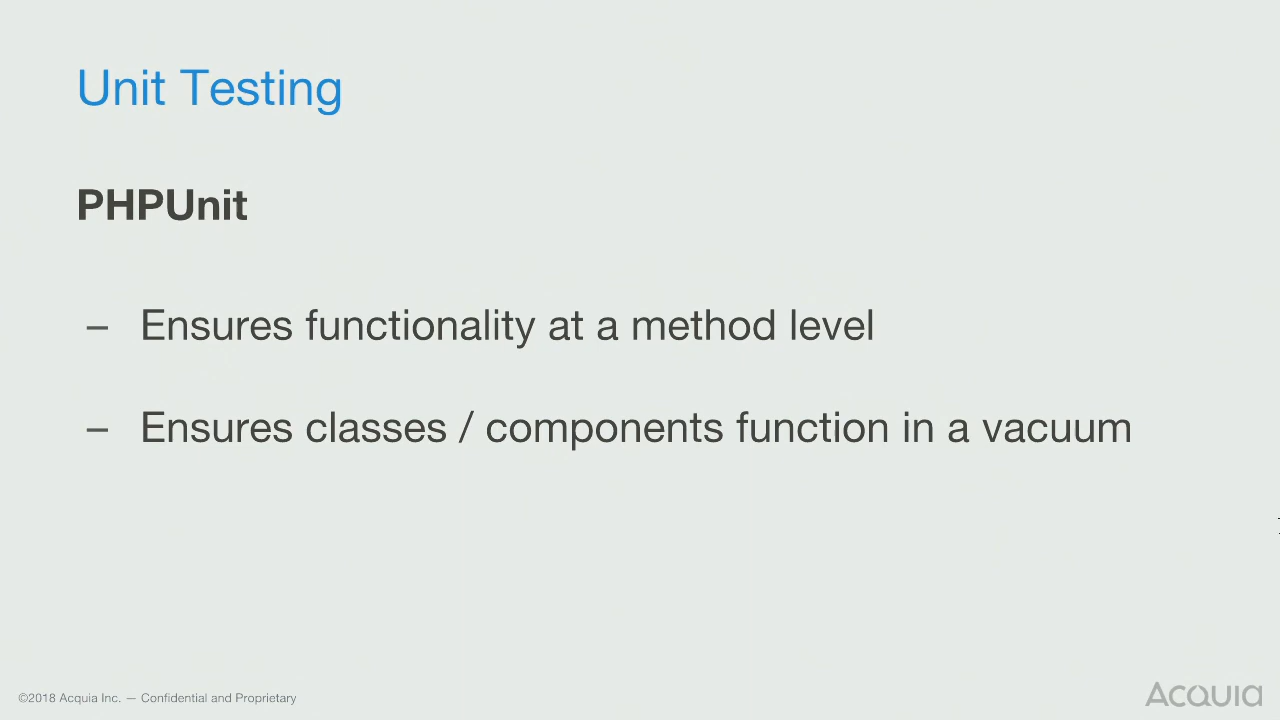 Unit Testing
PHPUnit
– Ensures functionality at a method level
– Ensures classes / components function in a vacuum
©2018 Acquia Inc. — Confidential and Proprietary
Acquia